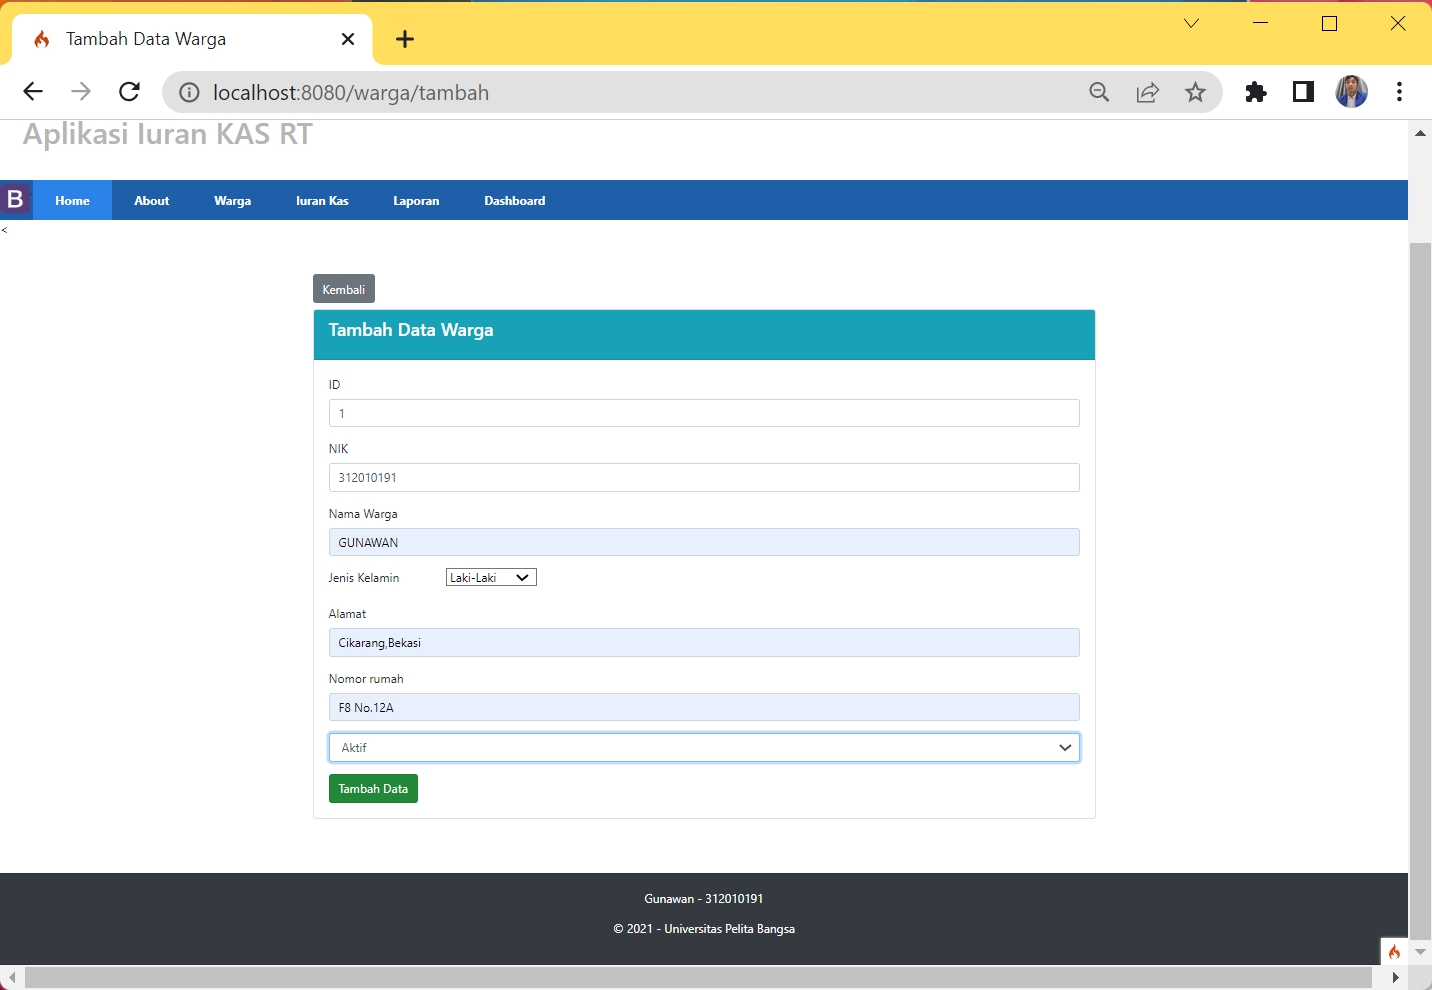 Tambah Data Warga
localhost:8080/warga/tambah
Aplikasi Iuran KAS RT
B Home About Warga Iuran Kas Laporan Dashboard
<
Kembali
Tambah Data Warga
ID
1
NIK
312010191
Nama Warga
GUNAWAN
Jenis Kelamin Laki-Laki
Alamat
Cikarang,Bekasi
Nomor rumah
F8 No.12A
Aktif
Tambah Data
Gunawan - 312010191
© 2021 - Universitas Pelita Bangsa